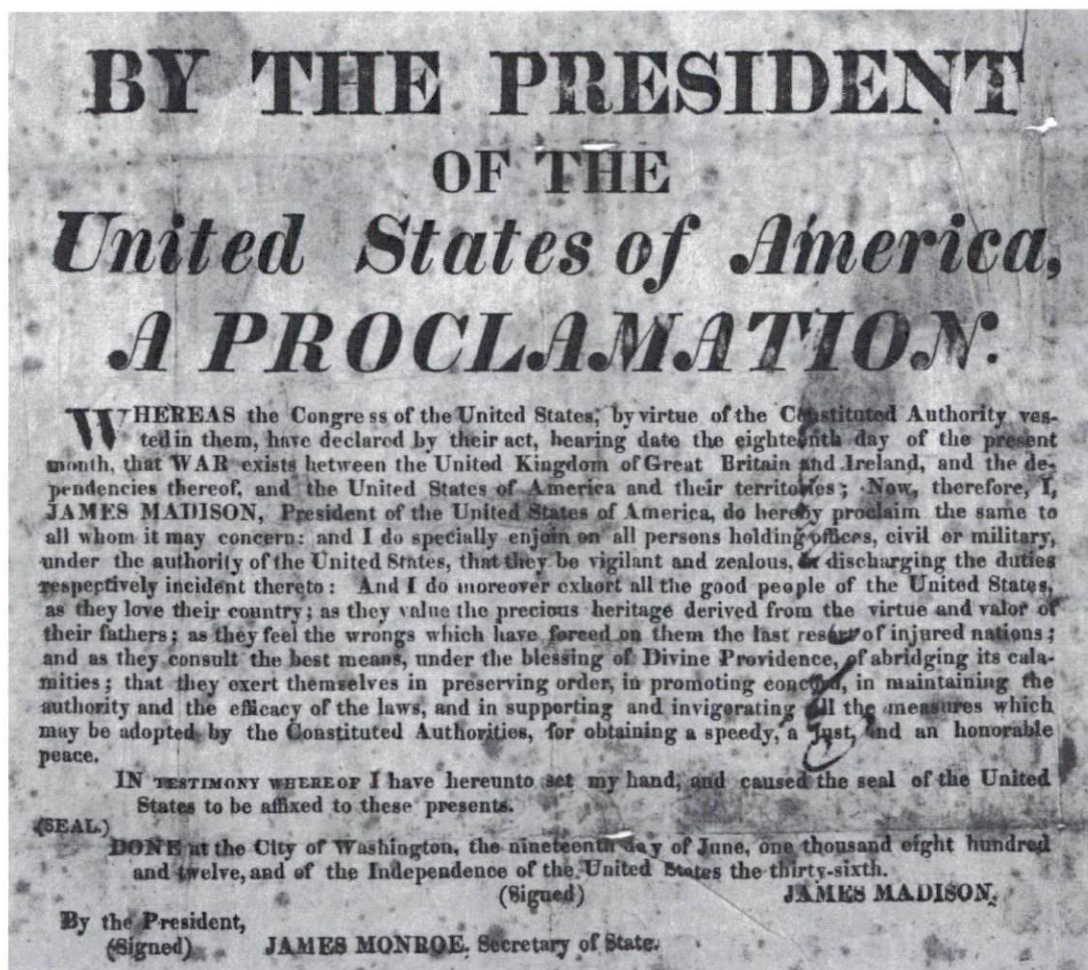 BY THE PRESIDENT
OF THE
United States of America,
A PROCLAMATION.
WHEREAS the Congress of the United States, by virtue of the Constituted Authority ves-
ted in them, have declared by their act, bearing date the eighteenth day of the present
month, that WAR exists between the United Kingdom of Great Britain and Ireland, and the de-
pendencies thereof, and the United States of America and their territories; Now, therefore, I,
JAMES MADISON, President of the United States of America, do hereby proclaim the same to
all whom it may concern: and I do specially enjoin on all persons holding offices, civil or military,
under the authority of the United States, that they be vigilant and zealous, discharging the duties
respectively incident thereto: And I do moreover exhort all the good people of the United States,
as they love their country; as they value the precious heritage derived from the virtue and valor of
their fathers; as they feel the wrongs which have forced on them the last resort of injured nations;
and as they consult the best means, under the blessing of Divine Providence, of abridging its cala-
mities; that they exert themselves in preserving order, in promoting concord, in maintaining the
authority and the efficacy of the laws, and in supporting and invigorating all the measures which
may be adopted by the Constituted Authorities, for obtaining a speedy, a just, and an honorable
peace.
IN TESTIMONY WHEREOF I have hereunto set my hand, and caused the seal of the United
States to be affixed to these presents.
(SEAL.)
DONE at the City of Washington, the nineteenth day of June, one thousand eight hundred
and twelve, and of the Independence of the United States the thirty-sixth.
(Signed) JAMES MADISON.
By the President,
(Signed) JAMES MONROE, Secretary of State.